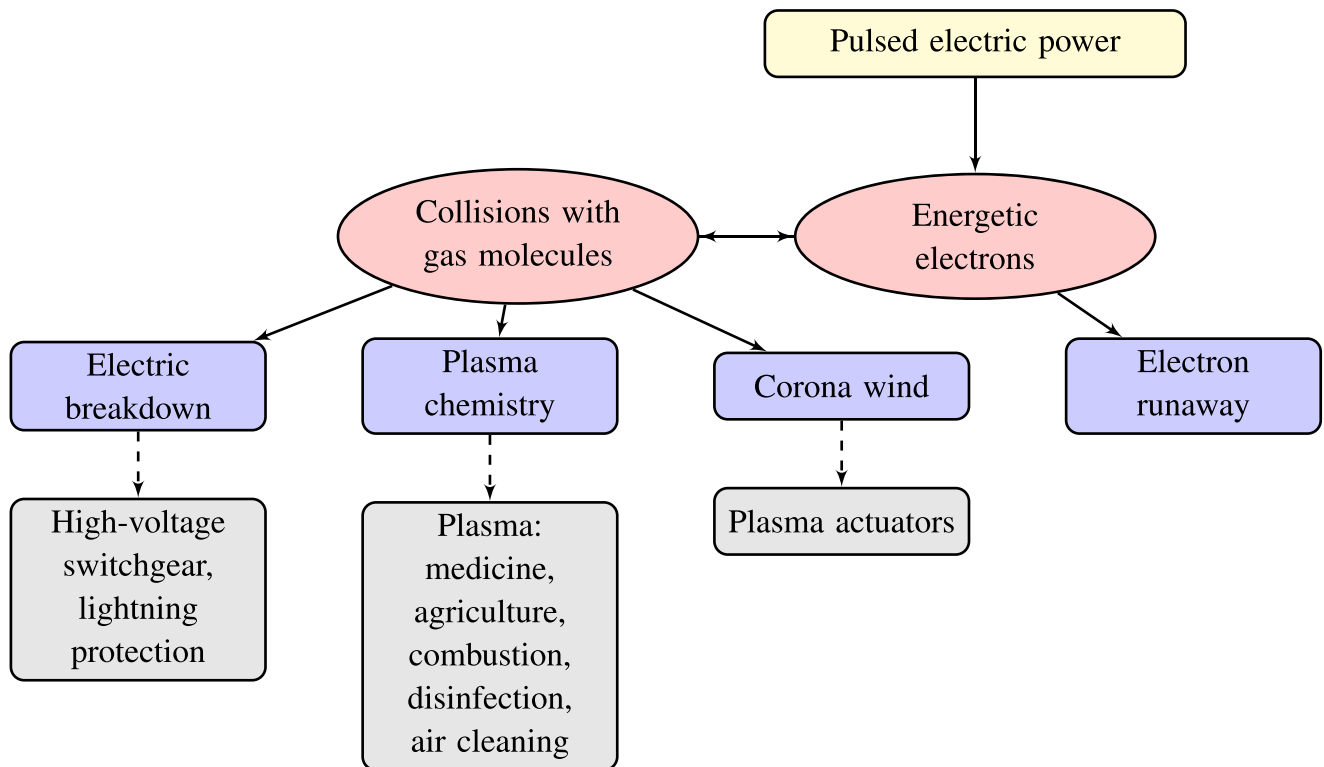 Pulsed electric power
Collisions with
gas molecules
Energetic
electrons
Electric
breakdown
Plasma
chemistry
Corona wind
Electron
runaway
High-voltage
switchgear,
lightning
protection
Plasma:
medicine,
agriculture,
combustion,
disinfection,
air cleaning
Plasma actuators